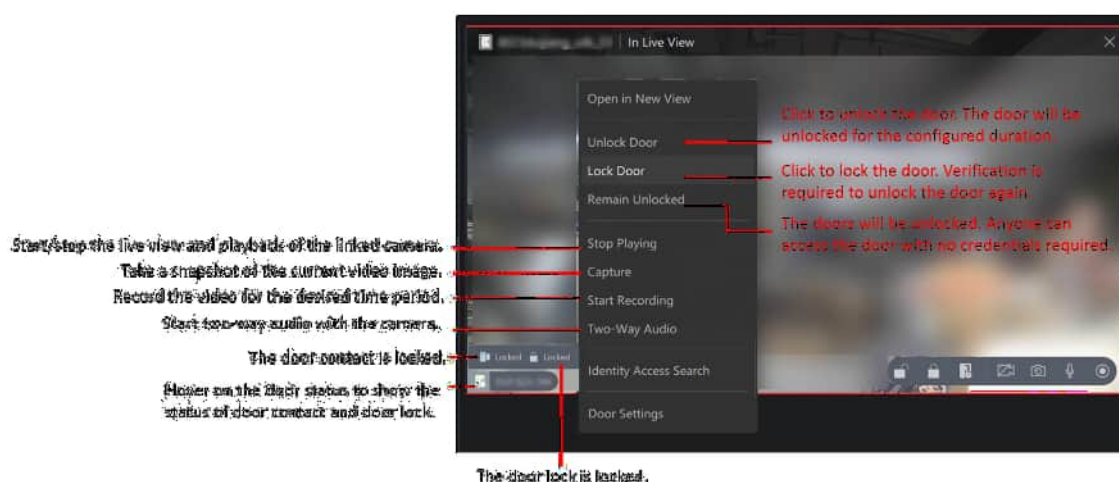 In Live View
Open in New View
Unlock Door
Lock Door
Remain Unlocked
Stop Playing
Capture
Start Recording
Two-Way Audio
Identity Access Search
Door Settings
Click to unlock the door. The door will be
unlocked for the configured duration.
Click to lock the door. Verification is
required to unlock the door again
The doors will be unlocked. Anyone can
access the door with no credentials required.
Start/stop the live view and playback of the linked camera.
Take a snapshot of the current video image.
Record the video for the desired time period.
Start two-way audio with the camera.
The door contact is locked.
Locked Locked
Hover on the door status to show the
status of door contact and door lock.
The door lock is locked.